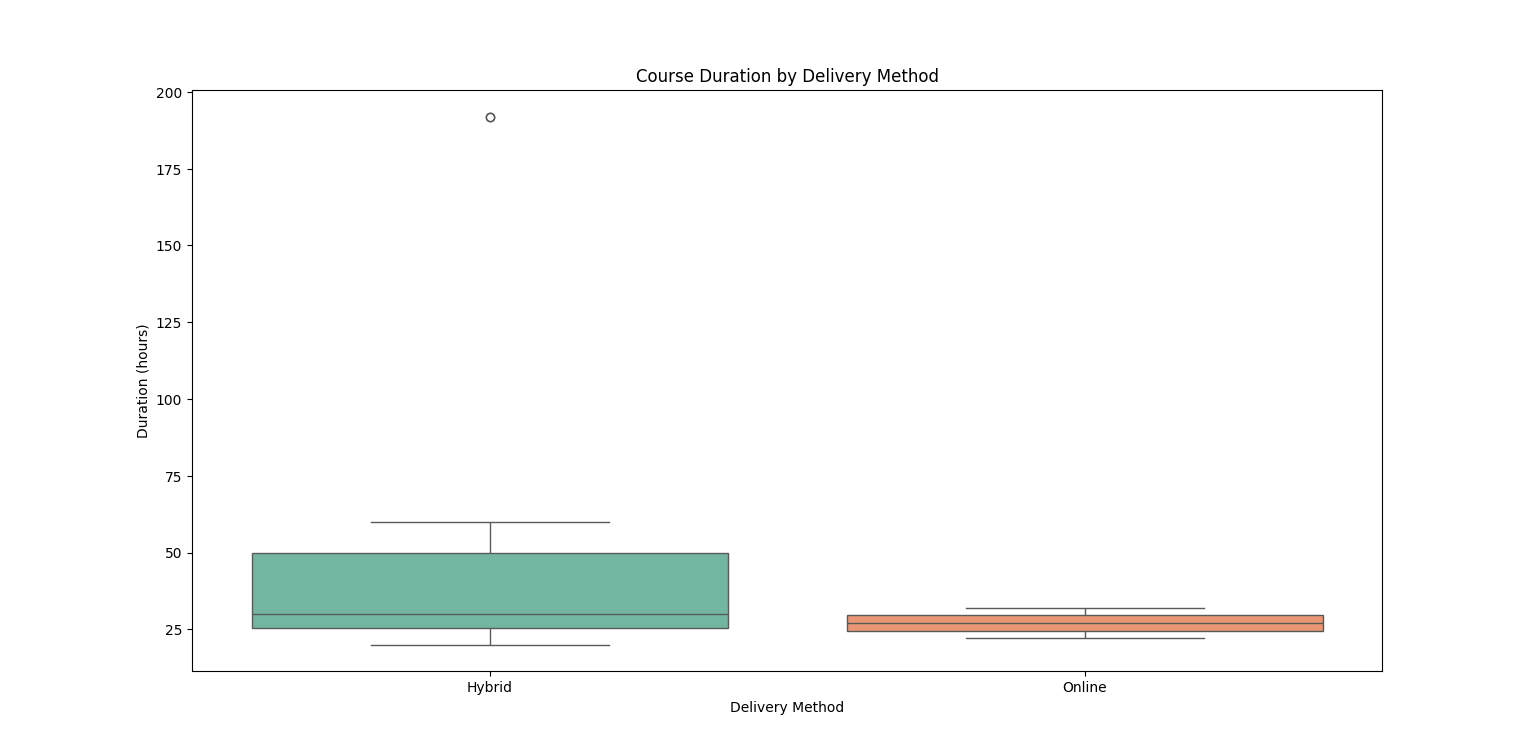 Course Duration by Delivery Method
200
175
150
125
100
75
50
25
Duration (hours)
Hybrid
Online
Delivery Method